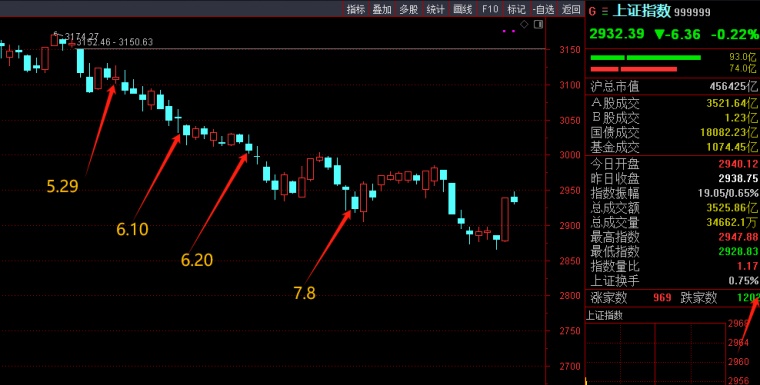 指标 叠加 多股 统计 画线 F10 标记 -自选 返回
G 上证指数 999999
2932.39 ▼-6.36 -0.22%
93.0亿
74.0亿
沪总市值 456425亿
A股成交 3521.64亿
B股成交 1.23亿
国债成交 18082.23亿
基金成交 1074.45亿
今日开盘 2940.12
昨日收盘 2938.75
指数振幅 19.05/0.65%
总成交额 3525.86亿
总成交量 34662.1万
最高指数 2947.88
最低指数 2928.83
指数量比 1.17
上证换手 0.75%
涨家数 969 跌家数 1202
上证指数
2964
2960
2956
3174.27
3152.46 - 3150.63
3150
3100
3050
3000
2950
2900
2850
2800
2750
2700
5.29
6.10
6.20
7.8